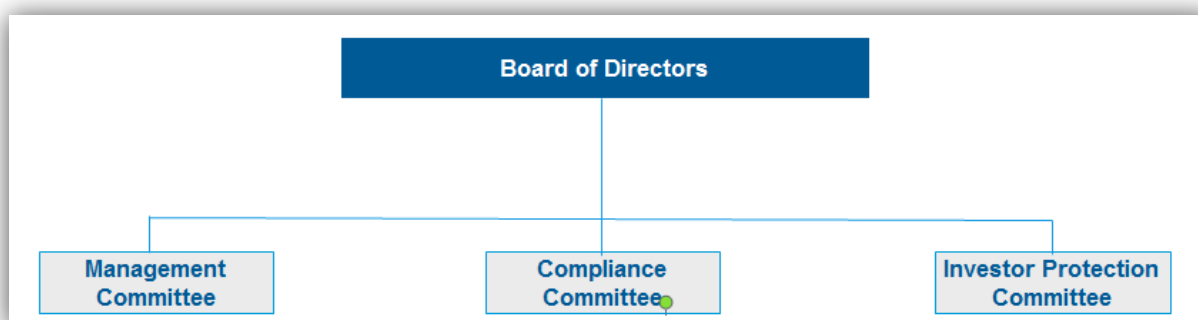 Board of Directors
Management
Committee
Compliance
Committee
Investor Protection
Committee